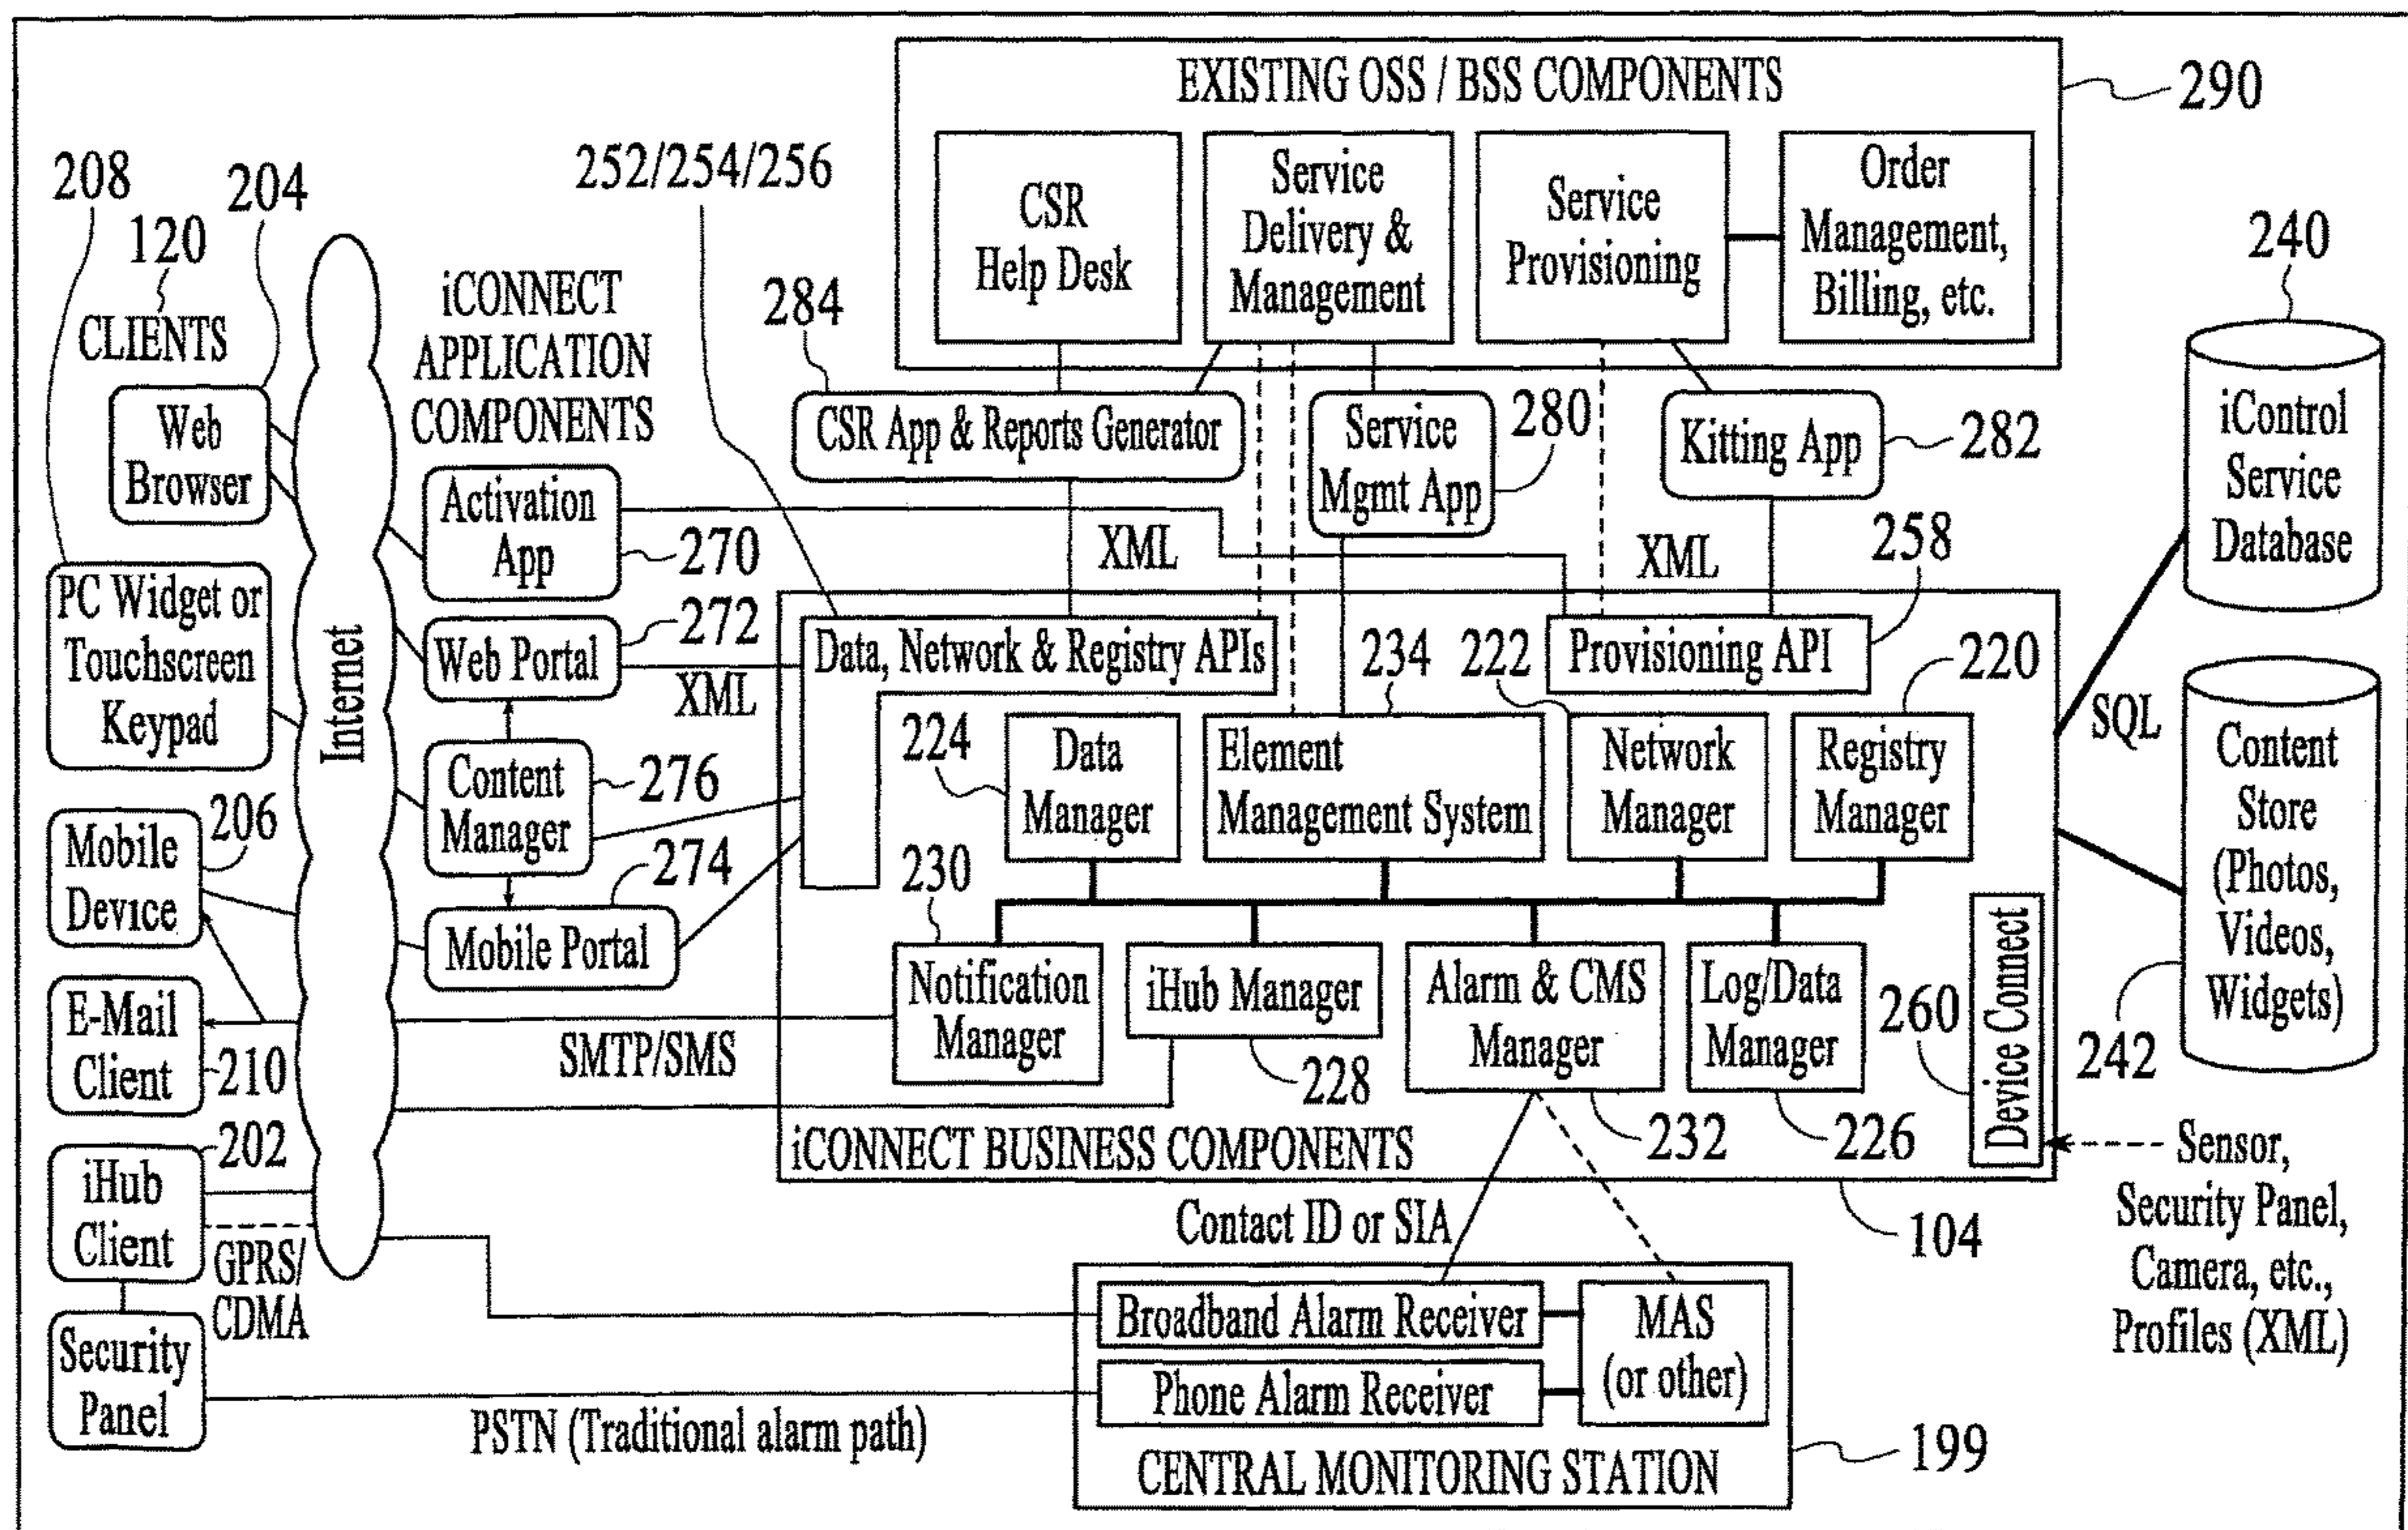 EXISTING OSS / BSS COMPONENTS
290
CSR
Help Desk
Service
Delivery &
Management
Service
Provisioning
Order
Management,
Billing, etc.
208
120
204
CLIENTS
252/254/256
iCONNECT
APPLICATION
COMPONENTS
284
CSR App & Reports Generator
Service
Mgmt App
280
Kitting App
282
240
iControl
Service
Database
Web
Browser
PC Widget or
Touchscreen
Keypad
Mobile
Device
206
E-Mail
Client
210
202
iHub
Client
GPRS/
CDMA
Security
Panel
Internet
Activation
App
270
Web Portal
272
XML
Content
Manager
276
Mobile Portal
274
SMTP/SMS
XML
XML
258
Data, Network & Registry APIs
Provisioning API
234
222
220
224
Data
Manager
Element
Management System
Network
Manager
Registry
Manager
230
Notification
Manager
iHub Manager
228
Alarm & CMS
Manager
232
Log/Data
Manager
226
260
Device Connect
iCONNECT BUSINESS COMPONENTS
104
SQL
Content
Store
(Photos,
Videos,
Widgets)
242
Sensor,
Security Panel,
Camera, etc.,
Profiles (XML)
Contact ID or SIA
Broadband Alarm Receiver
Phone Alarm Receiver
MAS
(or other)
CENTRAL MONITORING STATION
199
PSTN (Traditional alarm path)